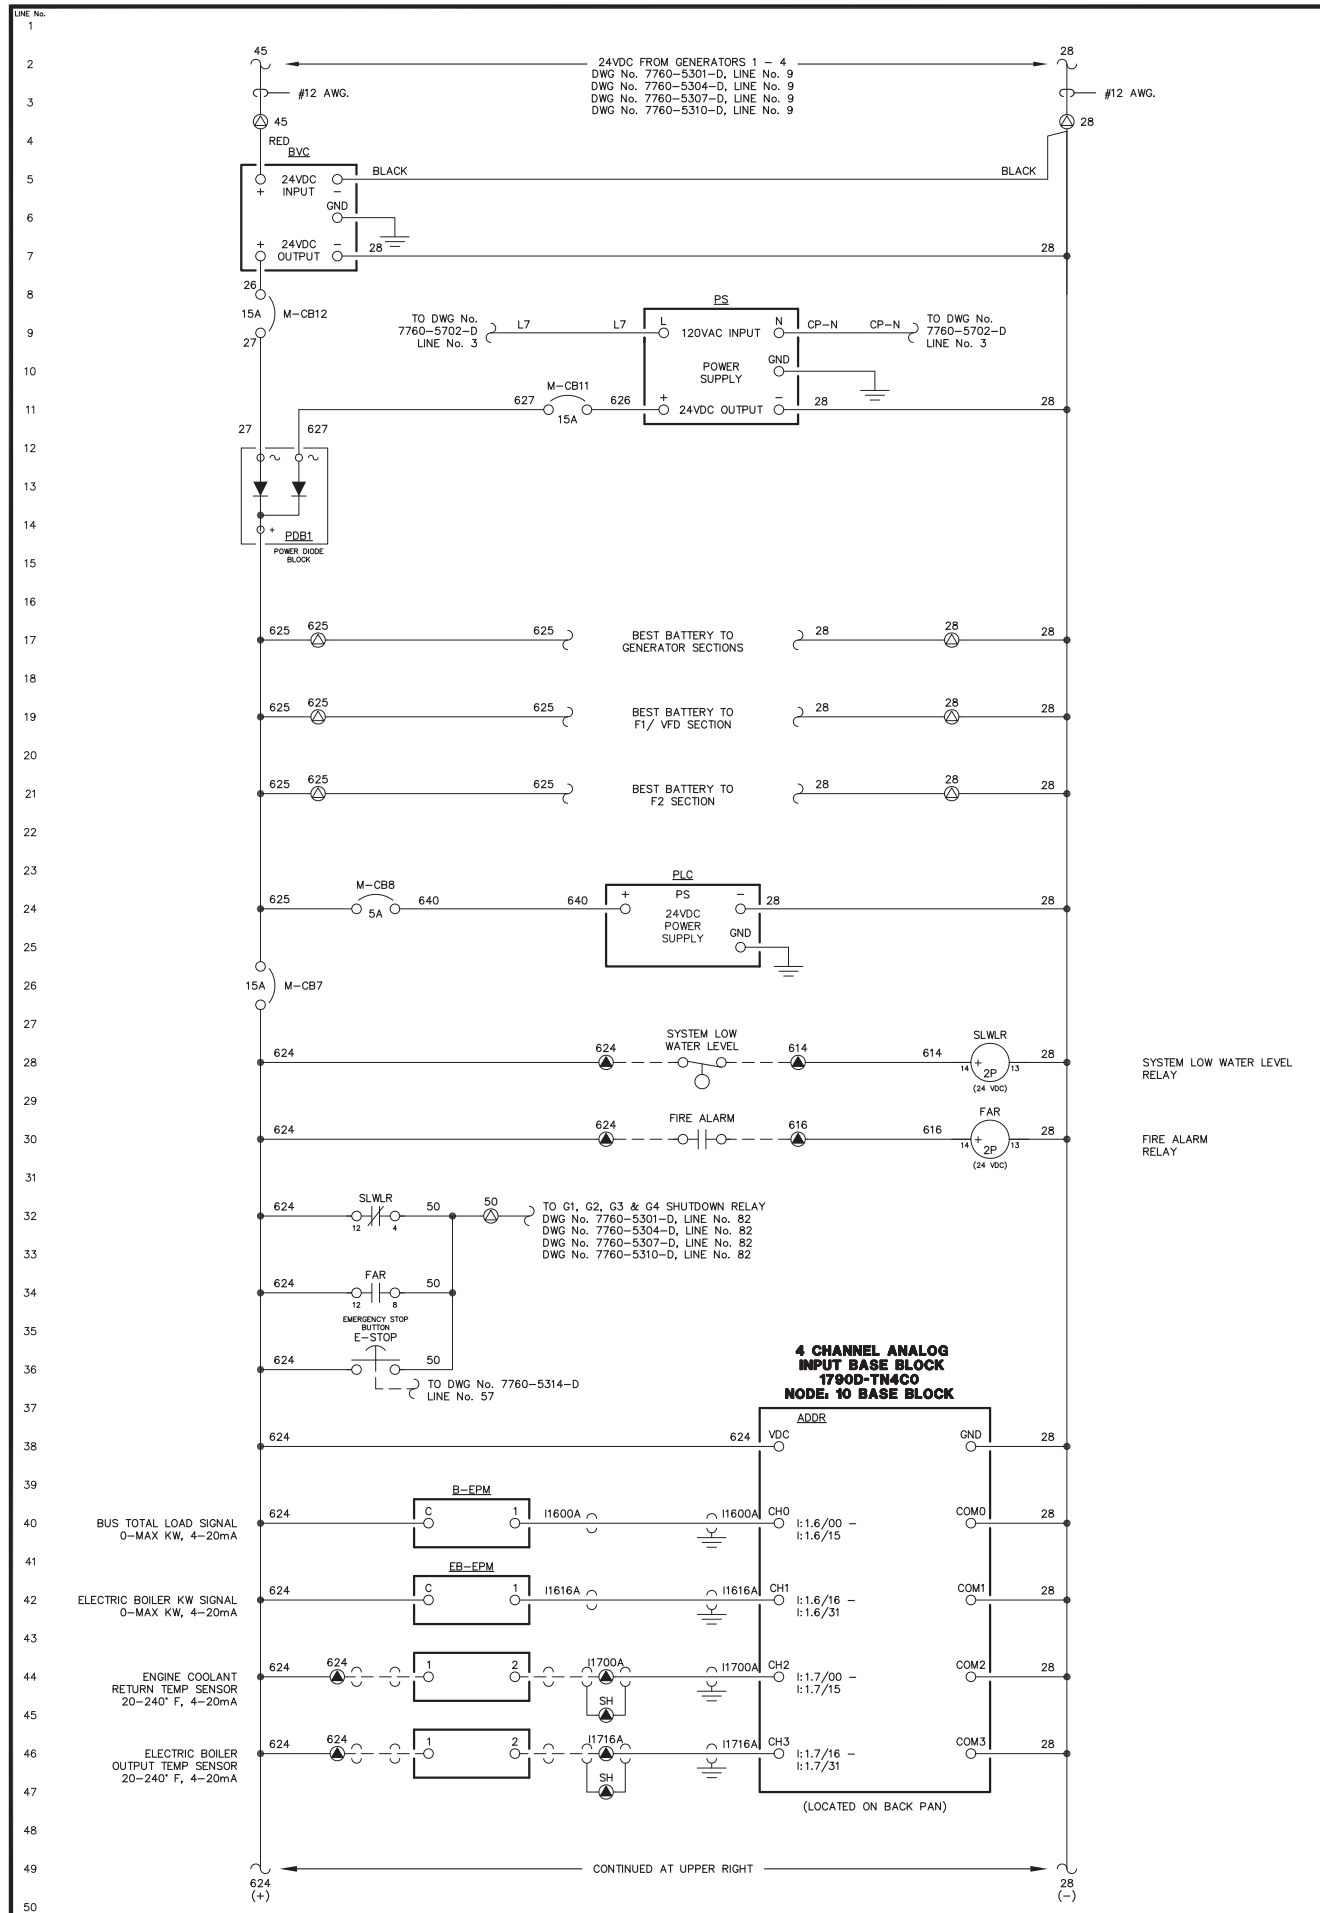 LINE No.
1
45
28
2
24VDC FROM GENERATORS 1 – 4
DWG No. 7760–5301–D, LINE No. 9
DWG No. 7760–5304–D, LINE No. 9
DWG No. 7760–5307–D, LINE No. 9
DWG No. 7760–5310–D, LINE No. 9
#12 AWG.
#12 AWG.
3
45
28
4
RED
BVC
5
24VDC
INPUT
+ –
BLACK
BLACK
6
GND
7
+ –
24VDC
OUTPUT
28
28
8
26
15A M–CB12
27
9
TO DWG No.
7760–5702–D
LINE No. 3
L7
L7
PS
L
120VAC INPUT
N
CP–N
CP–N
TO DWG No.
7760–5702–D
LINE No. 3
10
POWER
SUPPLY
GND
11
M–CB11
627
15A
626
+
24VDC OUTPUT
–
28
28
12
27
627
~ ~
13
14
+
PDB1
POWER DIODE
BLOCK
15
16
17
625
625
625
BEST BATTERY TO
GENERATOR SECTIONS
28
28
28
18
19
625
625
625
BEST BATTERY TO
F1/ VFD SECTION
28
28
28
20
21
625
625
625
BEST BATTERY TO
F2 SECTION
28
28
28
22
23
PLC
24
625
M–CB8
5A
640
640
+ PS –
24VDC
POWER
SUPPLY
28
28
25
GND
26
15A M–CB7
27
28
624
624
SYSTEM LOW
WATER LEVEL
614
614
SLWLR
14 + 13
2P
(24 VDC)
28
SYSTEM LOW WATER LEVEL
RELAY
29
30
624
624
FIRE ALARM
616
616
FAR
14 + 13
2P
(24 VDC)
28
FIRE ALARM
RELAY
31
32
624
SLWLR
12 4
50
50
TO G1, G2, G3 & G4 SHUTDOWN RELAY
DWG No. 7760–5301–D, LINE No. 82
DWG No. 7760–5304–D, LINE No. 82
DWG No. 7760–5307–D, LINE No. 82
DWG No. 7760–5310–D, LINE No. 82
33
34
624
FAR
12 8
50
35
EMERGENCY STOP
BUTTON
E–STOP
36
624
50
TO DWG No. 7760–5314–D
LINE No. 57
4 CHANNEL ANALOG
INPUT BASE BLOCK
1790D-TN4C0
NODE: 10 BASE BLOCK
37
ADDR
38
624
624
VDC
GND
28
39
B–EPM
40
BUS TOTAL LOAD SIGNAL
0–MAX KW, 4–20mA
624
C 1
I1600A
I1600A
CH0
I:1.6/00 –
I:1.6/15
COM0
28
41
EB–EPM
42
ELECTRIC BOILER KW SIGNAL
0–MAX KW, 4–20mA
624
C 1
I1616A
I1616A
CH1
I:1.6/16 –
I:1.6/31
COM1
28
43
44
ENGINE COOLANT
RETURN TEMP SENSOR
20–240° F, 4–20mA
624
624
1 2
I1700A
I1700A
CH2
I:1.7/00 –
I:1.7/15
COM2
28
45
SH
46
ELECTRIC BOILER
OUTPUT TEMP SENSOR
20–240° F, 4–20mA
624
624
1 2
I1716A
I1716A
CH3
I:1.7/16 –
I:1.7/31
COM3
28
47
SH
(LOCATED ON BACK PAN)
48
49
CONTINUED AT UPPER RIGHT
624
(+)
28
(–)
50